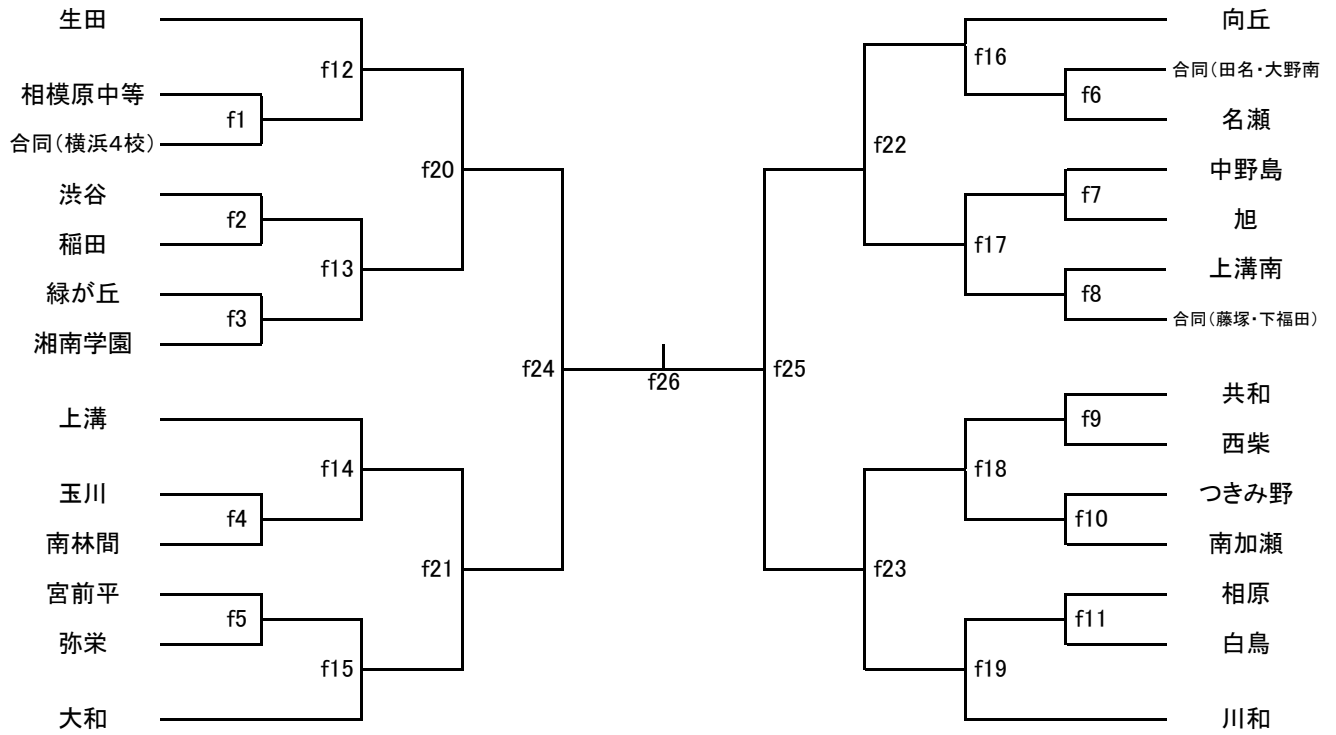 生田
f12
相模原中等
f1
合同(横浜4校)
f20
渋谷
f2
稲田
f13
緑が丘
f3
湘南学園
f24
上溝
f14
玉川
f4
南林間
f21
宮前平
f5
弥栄
f15
大和
f26
向丘
f16
合同(田名・大野南
f6
名瀬
f22
中野島
f7
旭
f17
上溝南
f8
合同(藤塚・下福田)
f25
共和
f9
西柴
f18
つきみ野
f10
南加瀬
f23
相原
f11
白鳥
f19
川和